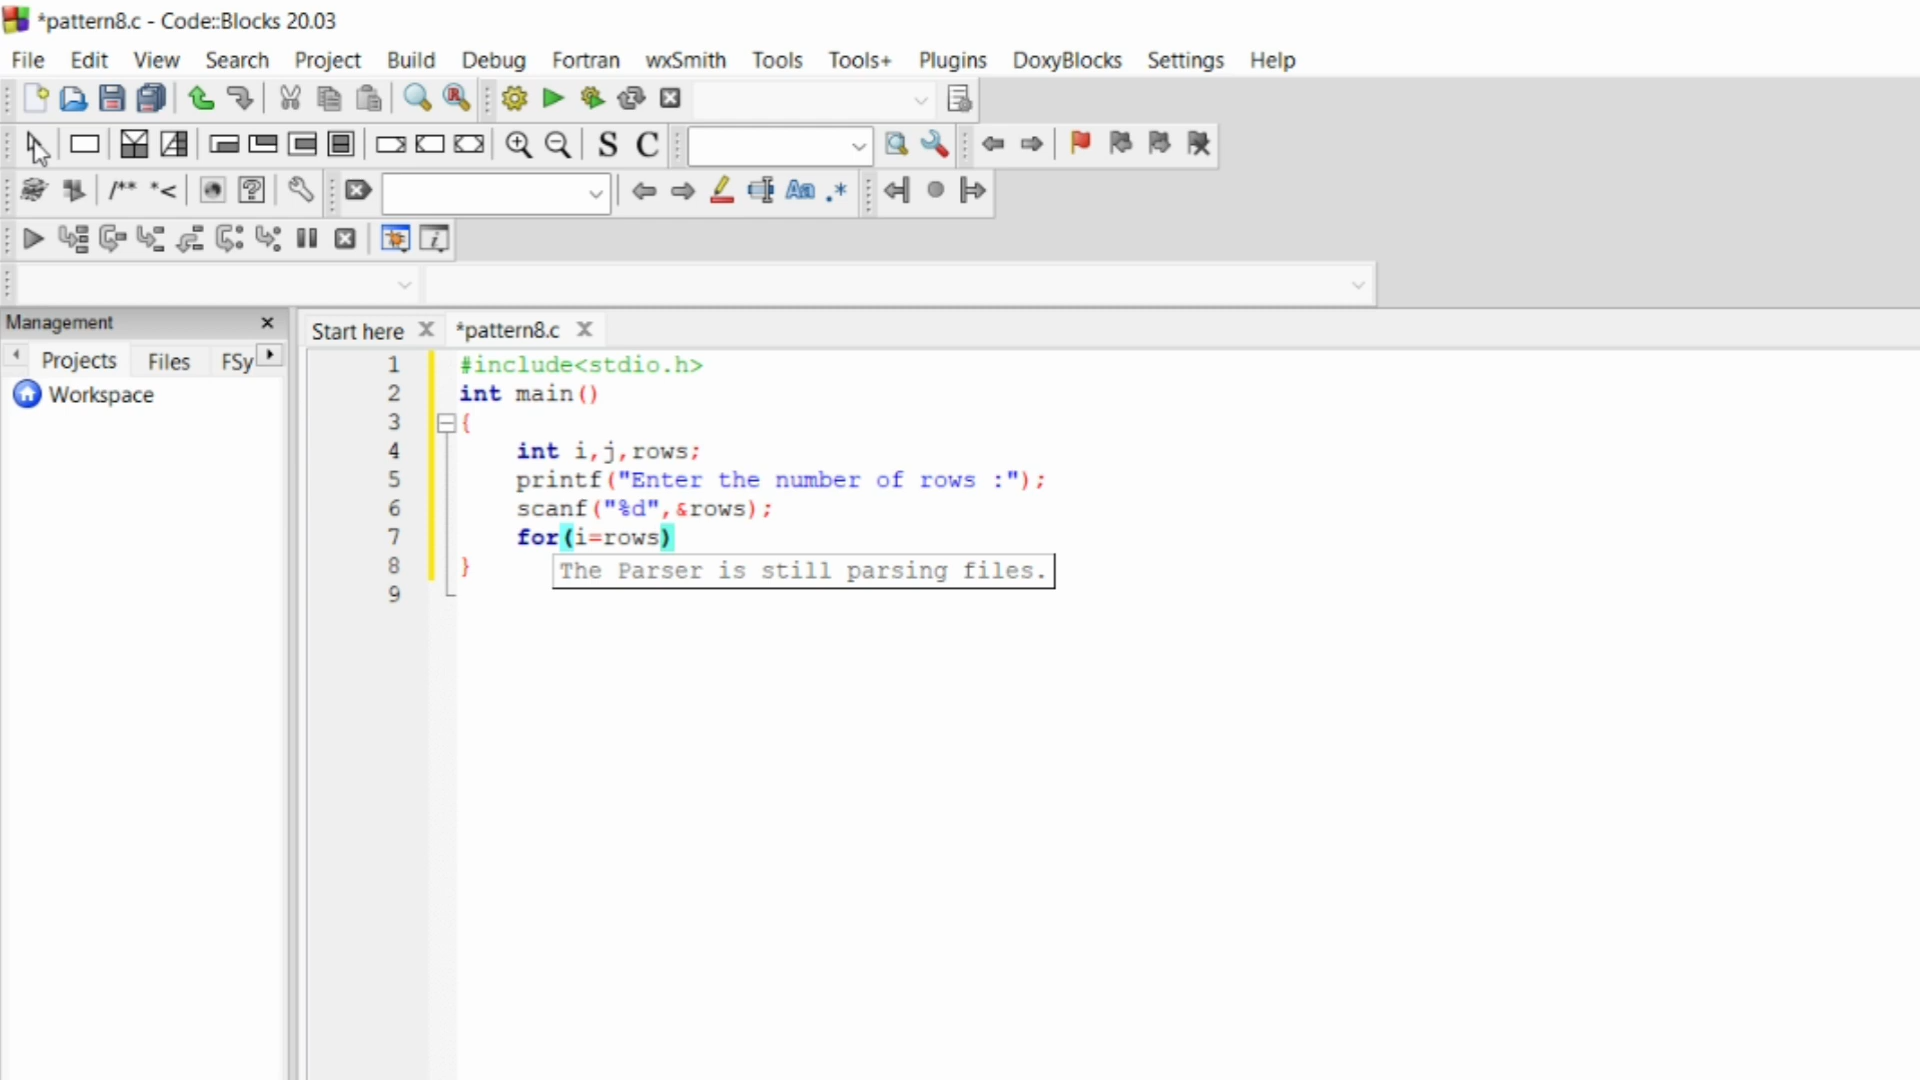 *pattern8.c - Code::Blocks 20.03
File Edit View Search Project Build Debug Fortran wxSmith Tools Tools+ Plugins DoxyBlocks Settings Help
S C
/** *<
Aa .*
Management
Start here *pattern8.c
Projects Files FSy
Workspace
1 #include<stdio.h>
2 int main()
3 {
4 int i,j,rows;
5 printf("Enter the number of rows :");
6 scanf("%d",&rows);
7 for(i=rows)
8 }
The Parser is still parsing files.
9